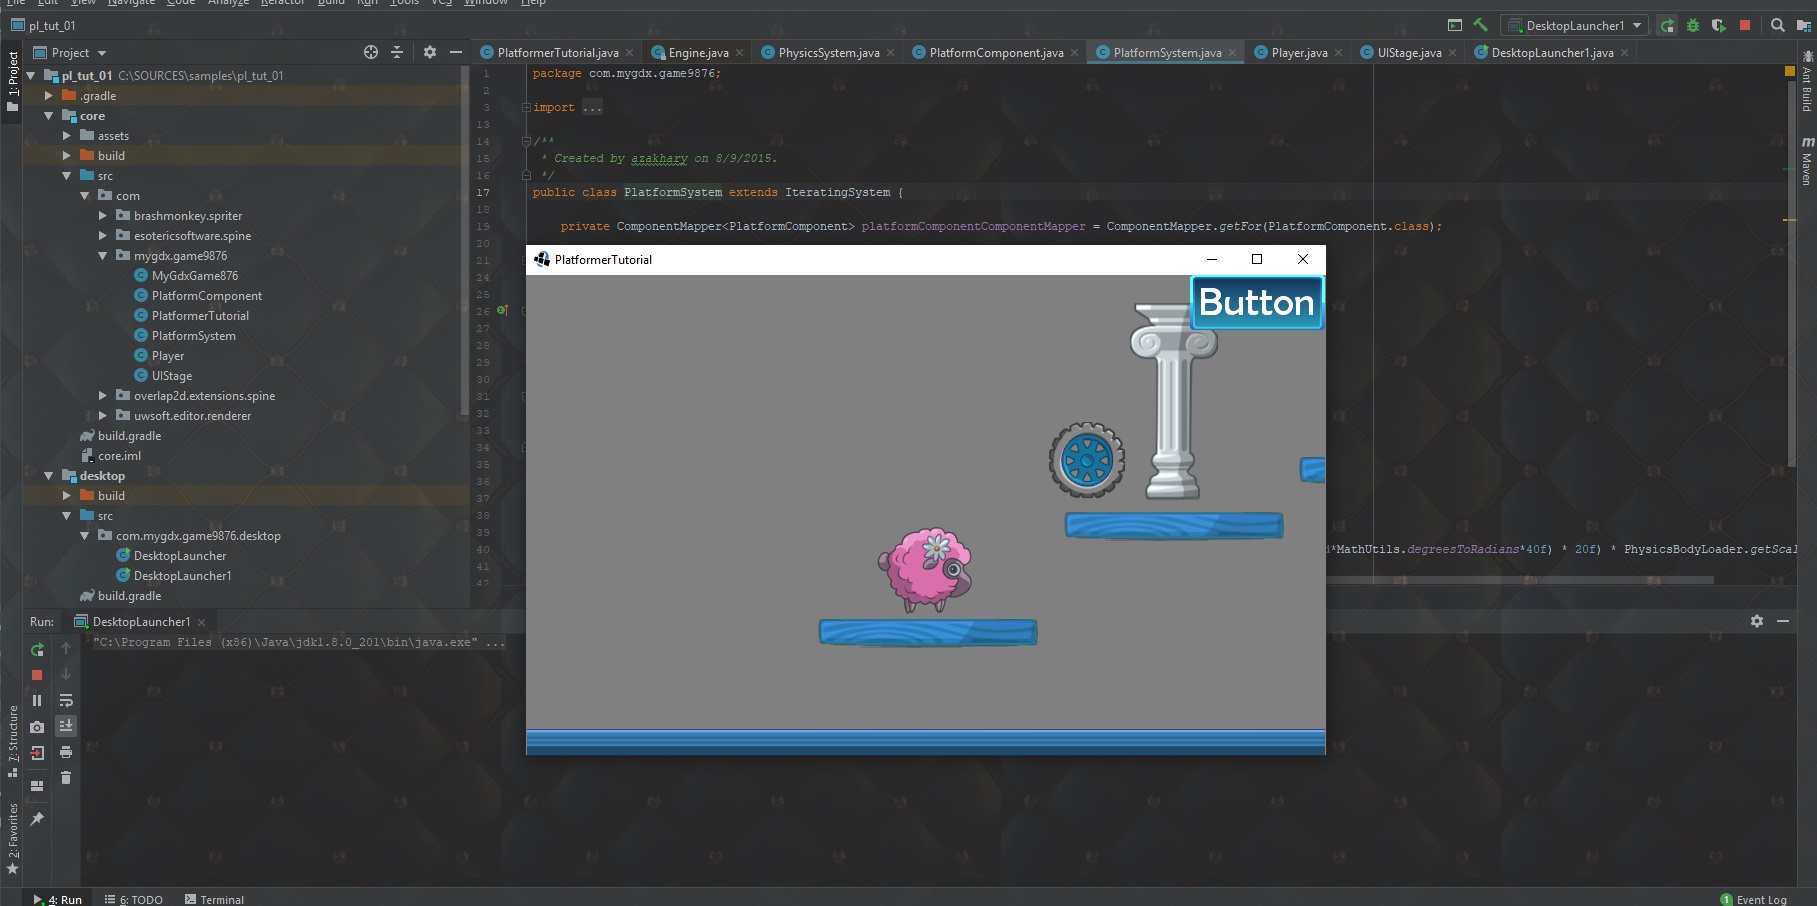 File Edit View Navigate Code Analyze Refactor Build Run Tools VCS Window Help
pl_tut_01
DesktopLauncher1
1: Project
Project
PlatformerTutorial.java
Engine.java
PhysicsSystem.java
PlatformComponent.java
PlatformSystem.java
Player.java
UIStage.java
DesktopLauncher1.java
Ant Build
Maven
pl_tut_01 C:\SOURCES\samples\pl_tut_01
.gradle
core
assets
build
src
com
brashmonkey.spriter
esotericsoftware.spine
mygdx.game9876
MyGdxGame876
PlatformComponent
PlatformerTutorial
PlatformSystem
Player
UIStage
overlap2d.extensions.spine
uwsoft.editor.renderer
build.gradle
core.iml
desktop
build
src
com.mygdx.game9876.desktop
DesktopLauncher
DesktopLauncher1
build.gradle
1 package com.mygdx.game9876;
2
3 import ...
13
14 /**
15 * Created by azakhary on 8/9/2015.
16 */
17 public class PlatformSystem extends IteratingSystem {
18
19 private ComponentMapper<PlatformComponent> platformComponentComponentMapper = ComponentMapper.getFor(PlatformComponent.class);
20
21
24
25
26
27
28
29
30
31
32
33
34
35
36
37
38
39
40 d*MathUtils.degreesToRadians*40f) * 20f) * PhysicsBodyLoader.getScal
41
42
PlatformerTutorial
Button
Run: DesktopLauncher1
"C:\Program Files (x86)\Java\jdk1.8.0_201\bin\java.exe" ...
7: Structure
2: Favorites
4: Run
6: TODO
Terminal
1 Event Log